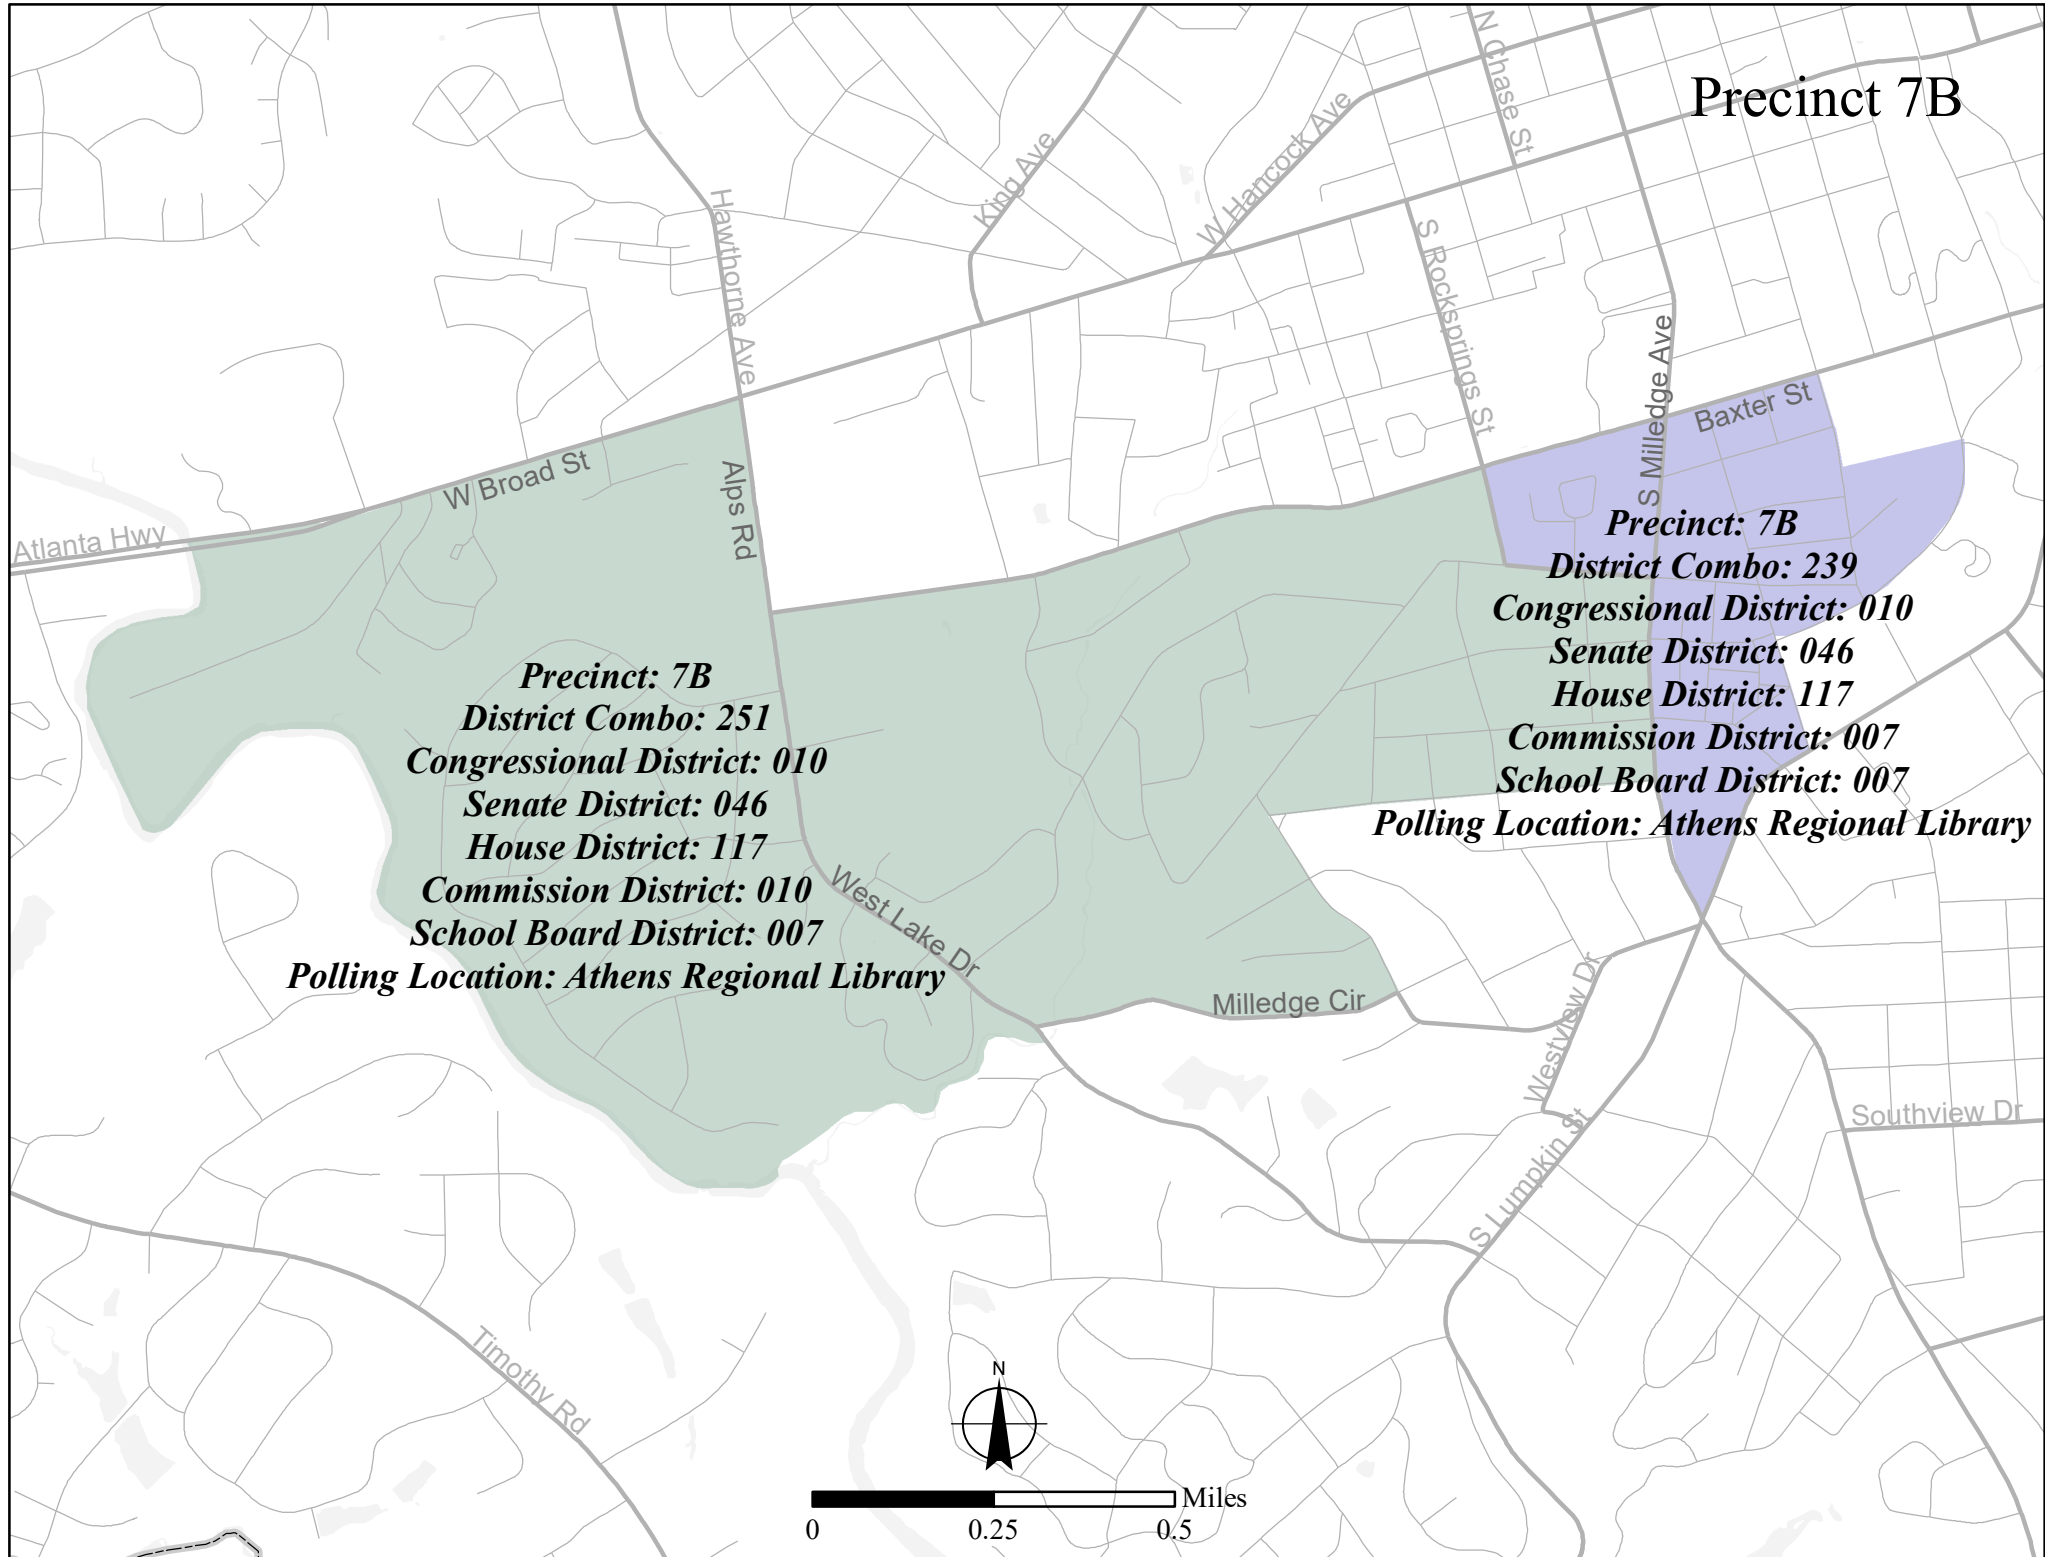 Precinct 7B
N Chase St
W Hancock Ave
King Ave
Hawthorne Ave
S Rocksprings St
S Milledge Ave
Baxter St
W Broad St
Alps Rd
Atlanta Hwy
Precinct: 7B
District Combo: 239
Congressional District: 010
Senate District: 046
House District: 117
Commission District: 007
School Board District: 007
Polling Location: Athens Regional Library
Precinct: 7B
District Combo: 251
Congressional District: 010
Senate District: 046
House District: 117
Commission District: 010
School Board District: 007
Polling Location: Athens Regional Library
West Lake Dr
Milledge Cir
Westview Dr
Southview Dr
S Lumpkin St
Timothy Rd
N
Miles
0 0.25 0.5